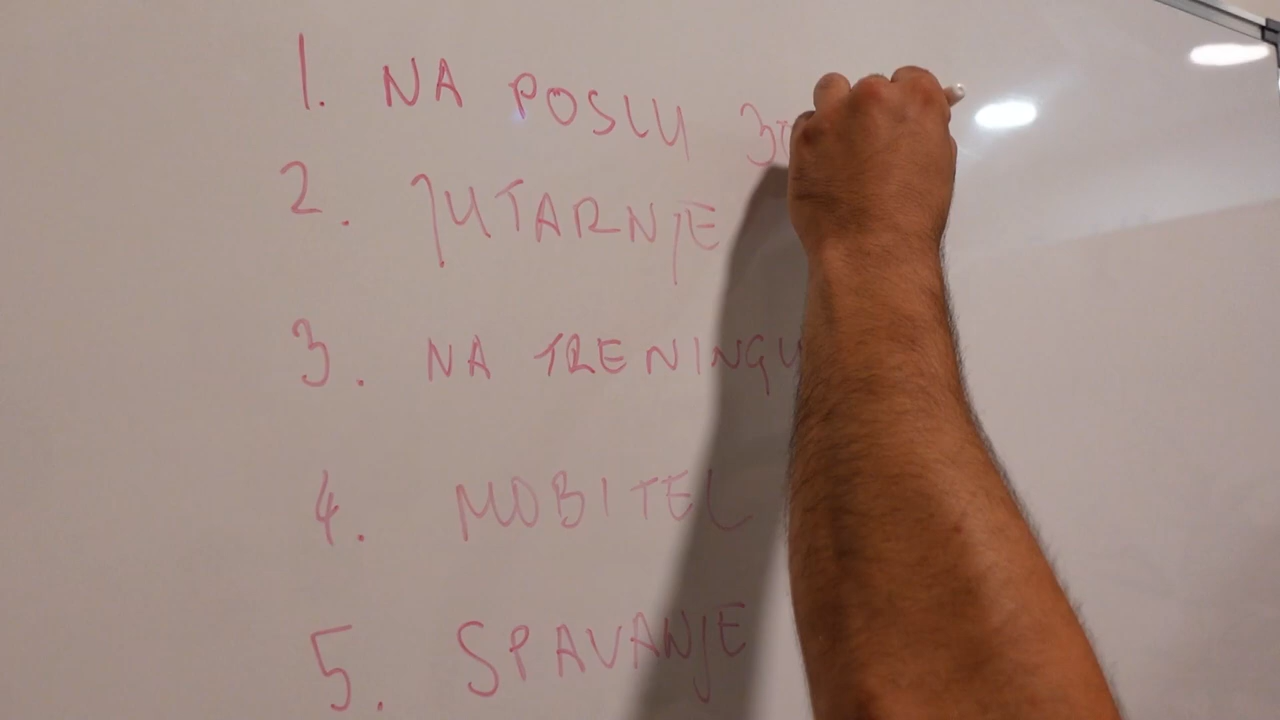 1. NA POSLU
2. JUTARNJE
3. NA TRENINGU
4. MOBITEL
5. SPAVANJE